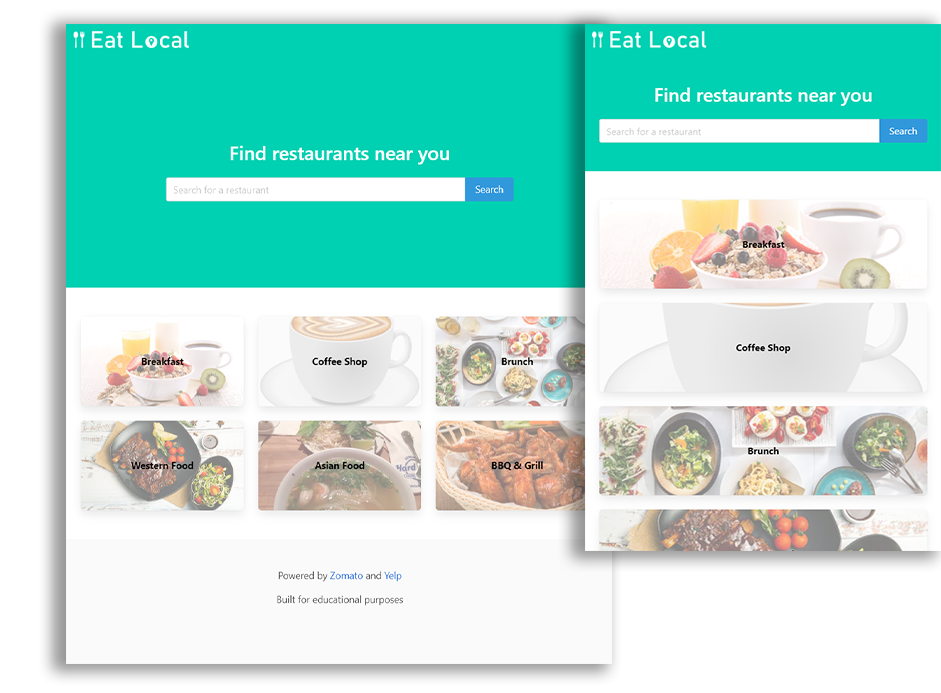 Eat Local
Find restaurants near you
Search for a restaurant
Search
Breakfast
Coffee Shop
Brunch
Western Food
Asian Food
BBQ & Grill
Powered by Zomato and Yelp
Built for educational purposes
Eat Local
Find restaurants near you
Search for a restaurant
Search
Breakfast
Coffee Shop
Brunch